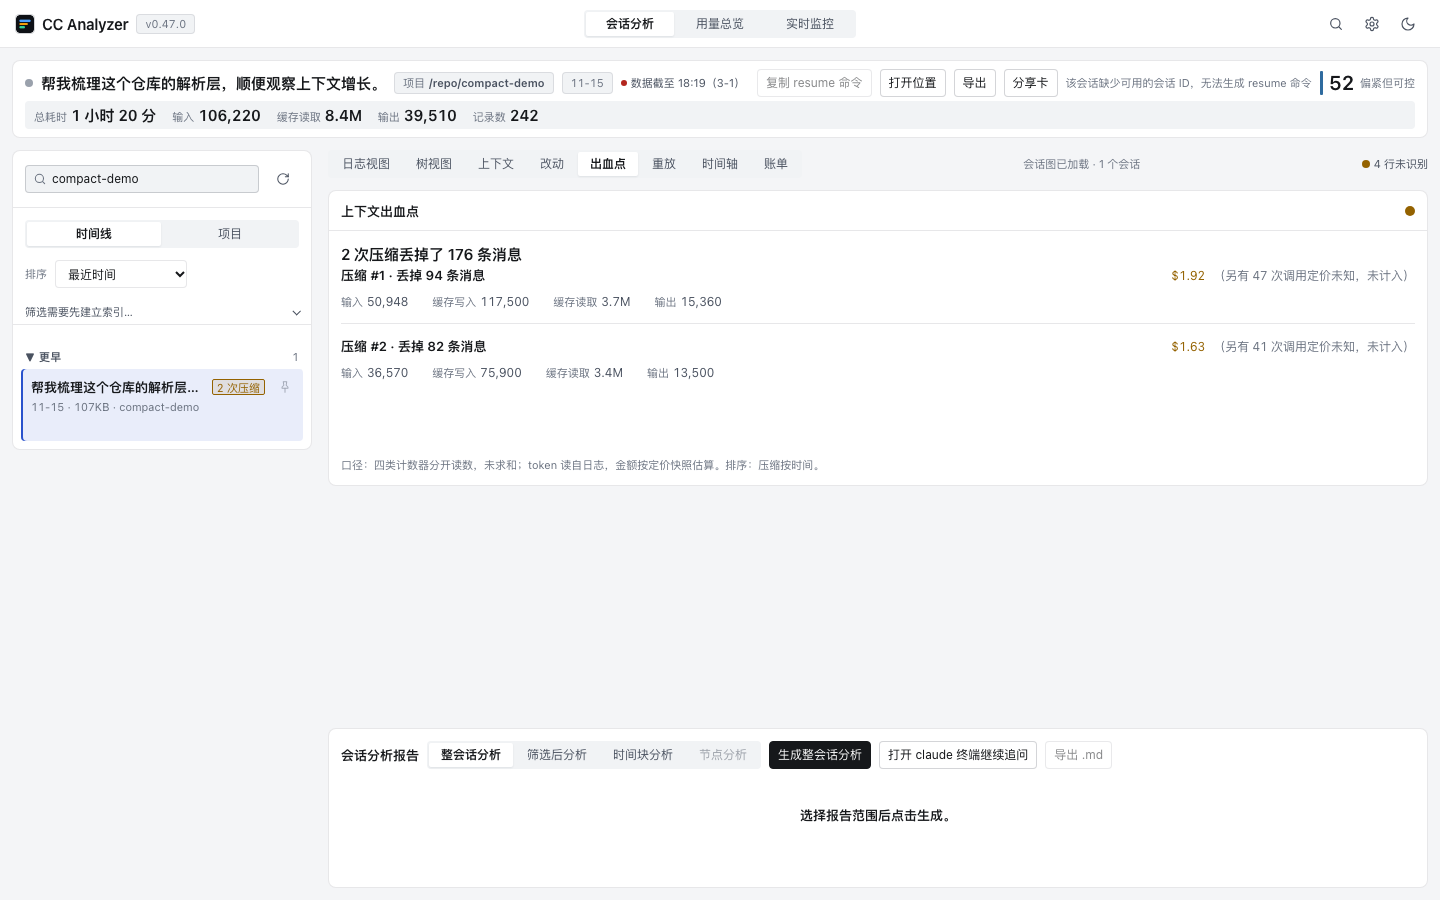 CC Analyzer v0.47.0 会话分析 用量总览 实时监控
帮我梳理这个仓库的解析层，顺便观察上下文增长。 项目 /repo/compact-demo 11-15 数据截至 18:19（3-1） 复制 resume 命令 打开位置 导出 分享卡 该会话缺少可用的会话 ID，无法生成 resume 命令 52 偏紧但可控
总耗时 1 小时 20 分 输入 106,220 缓存读取 8.4M 输出 39,510 记录数 242
compact-demo
时间线 项目
排序 最近时间
筛选需要先建立索引...
▼ 更早 1
帮我梳理这个仓库的解析层... 2 次压缩
11-15 · 107KB · compact-demo
日志视图 树视图 上下文 改动 出血点 重放 时间轴 账单 会话图已加载 · 1 个会话 4 行未识别
上下文出血点
2 次压缩丢掉了 176 条消息
压缩 #1 · 丢掉 94 条消息 $1.92 （另有 47 次调用定价未知，未计入）
输入 50,948 缓存写入 117,500 缓存读取 3.7M 输出 15,360
压缩 #2 · 丢掉 82 条消息 $1.63 （另有 41 次调用定价未知，未计入）
输入 36,570 缓存写入 75,900 缓存读取 3.4M 输出 13,500
口径：四类计数器分开读数，未求和；token 读自日志，金额按定价快照估算。排序：压缩按时间。
会话分析报告 整会话分析 筛选后分析 时间块分析 节点分析 生成整会话分析 打开 claude 终端继续追问 导出 .md
选择报告范围后点击生成。